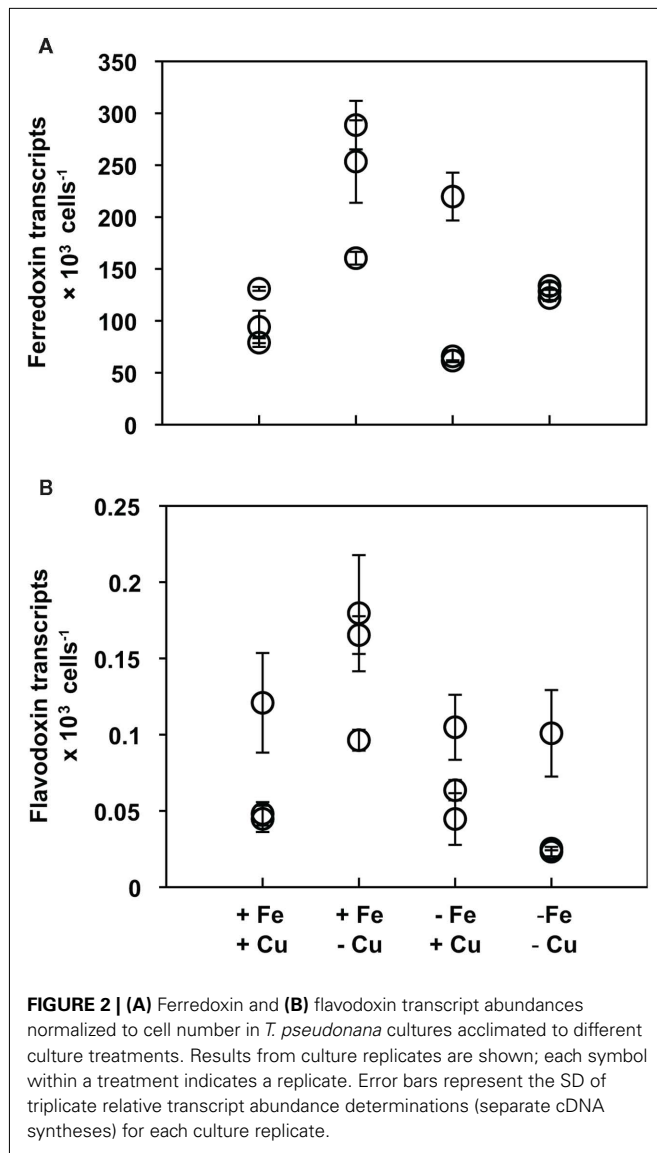 A
350
300
250
200
150
100
50
0
Ferredoxin transcripts
× 10³ cells⁻¹
B
0.25
0.2
0.15
0.1
0.05
0
Flavodoxin transcripts
x 10³ cells⁻¹
+ Fe + Fe - Fe -Fe
+ Cu - Cu + Cu - Cu
FIGURE 2 | (A) Ferredoxin and (B) flavodoxin transcript abundances
normalized to cell number in T. pseudonana cultures acclimated to different
culture treatments. Results from culture replicates are shown; each symbol
within a treatment indicates a replicate. Error bars represent the SD of
triplicate relative transcript abundance determinations (separate cDNA
syntheses) for each culture replicate.